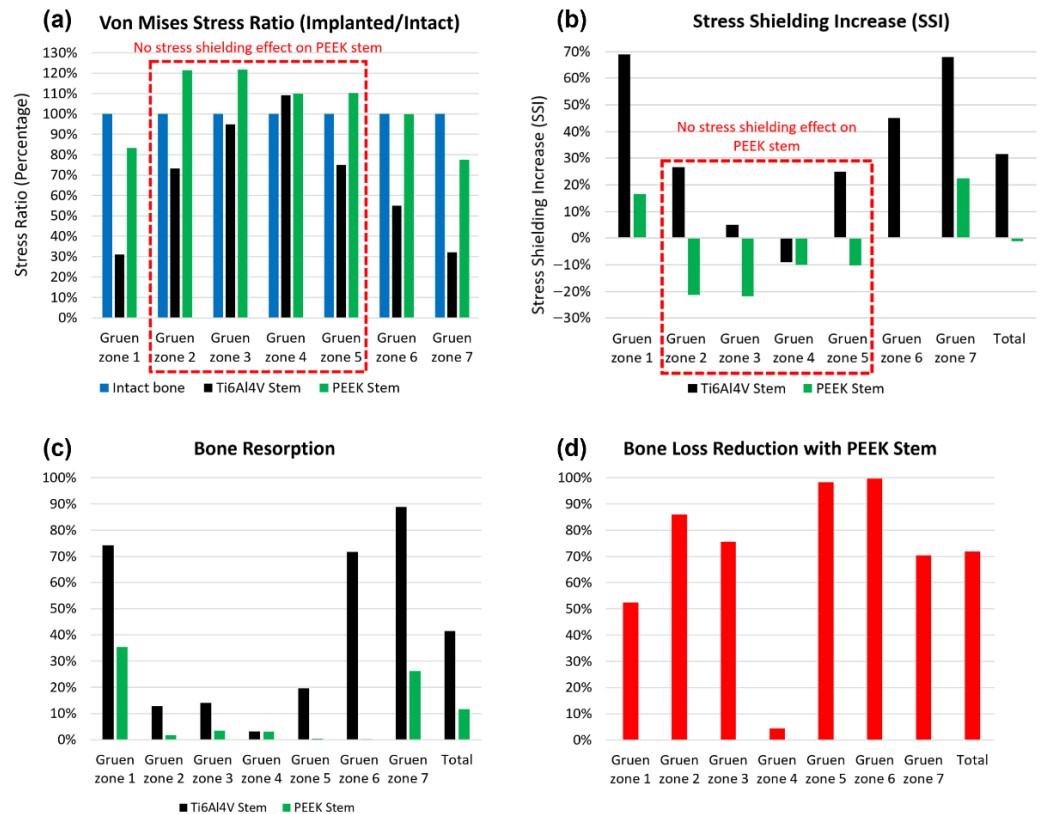 (a)
Von Mises Stress Ratio (Implanted/Intact)
No stress shielding effect on PEEK stem
Stress Ratio (Percentage)
130%
120%
110%
100%
90%
80%
70%
60%
50%
40%
30%
20%
10%
0%
Gruen Gruen Gruen Gruen Gruen Gruen Gruen
zone 1 zone 2 zone 3 zone 4 zone 5 zone 6 zone 7
Intact bone Ti6Al4V Stem PEEK Stem
(b)
Stress Shielding Increase (SSI)
No stress shielding effect on
PEEK stem
Stress Shielding Increase (SSI)
70%
60%
50%
40%
30%
20%
10%
0%
−10%
−20%
−30%
Gruen Gruen Gruen Gruen Gruen Gruen Gruen Total
zone 1 zone 2 zone 3 zone 4 zone 5 zone 6 zone 7
Ti6Al4V Stem PEEK Stem
(c)
Bone Resorption
100%
90%
80%
70%
60%
50%
40%
30%
20%
10%
0%
Gruen Gruen Gruen Gruen Gruen Gruen Gruen Total
zone 1 zone 2 zone 3 zone 4 zone 5 zone 6 zone 7
Ti6Al4V Stem PEEK Stem
(d)
Bone Loss Reduction with PEEK Stem
100%
90%
80%
70%
60%
50%
40%
30%
20%
10%
0%
Gruen Gruen Gruen Gruen Gruen Gruen Gruen Total
zone 1 zone 2 zone 3 zone 4 zone 5 zone 6 zone 7